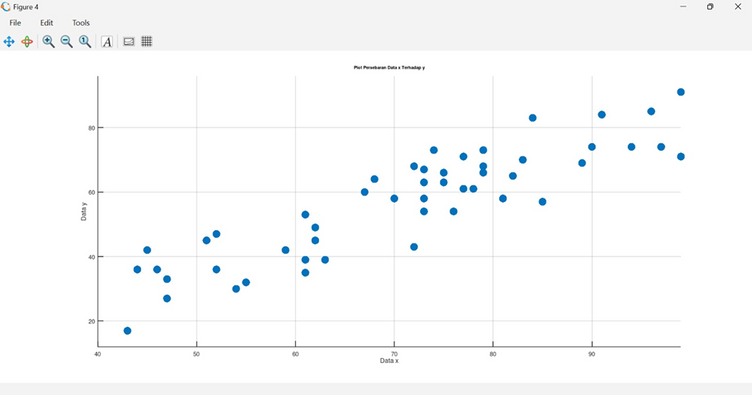 Figure 4
File Edit Tools
A
Plot Persebaran Data x Terhadap y
80
60
40
20
Data y
40 50 60 70 80 90
Data x